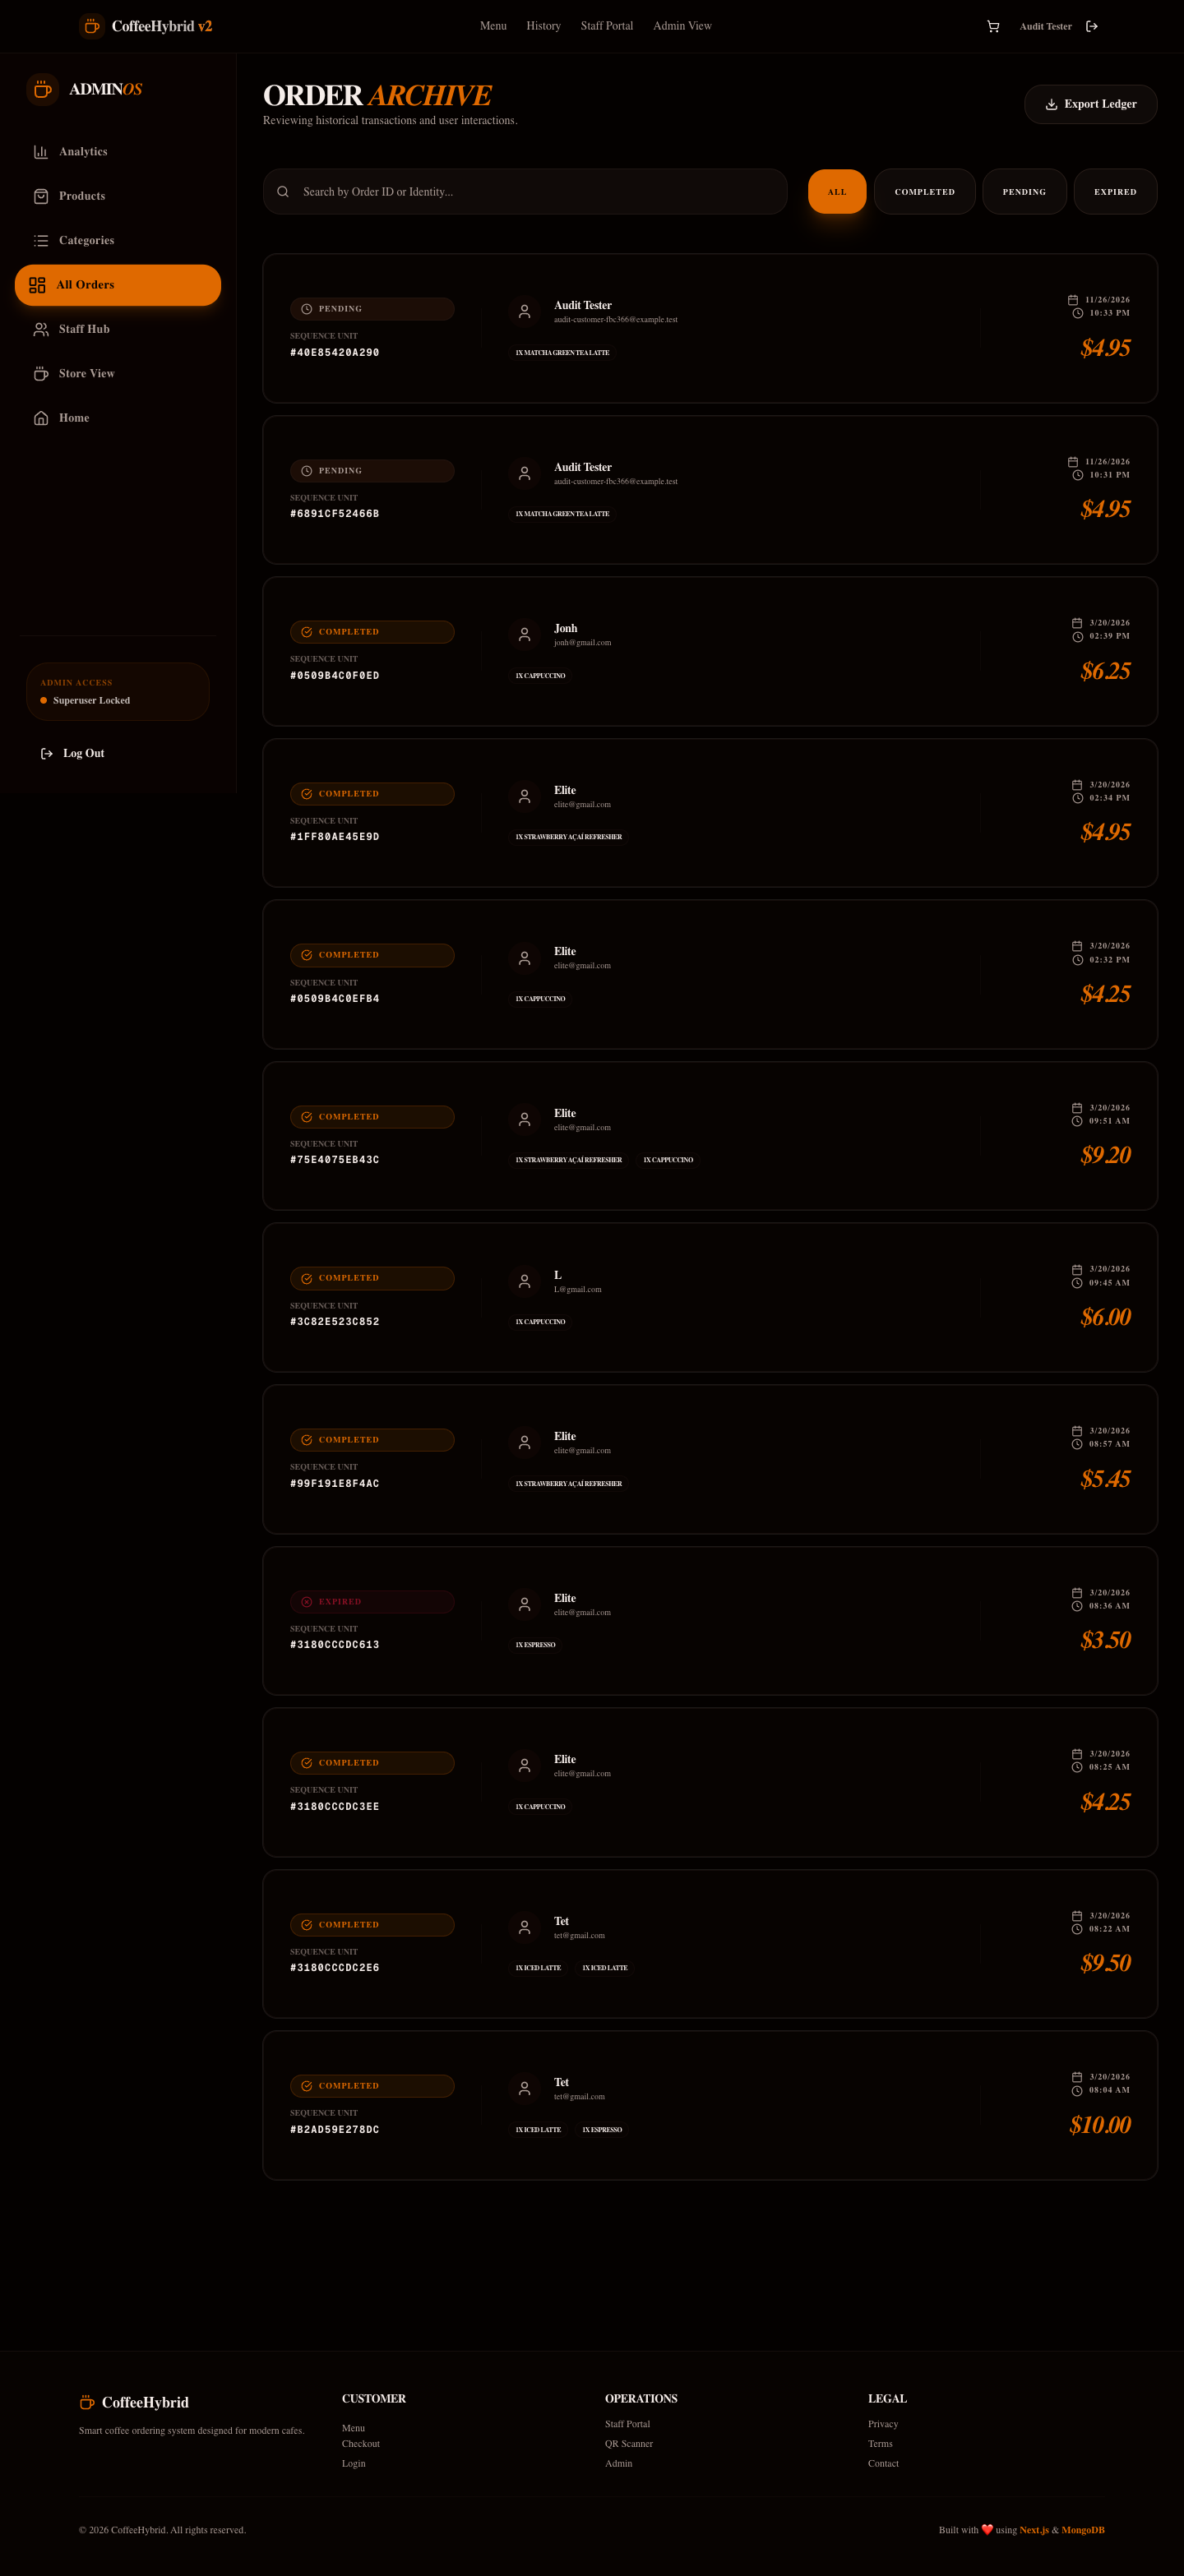 CoffeeHybrid v2
Menu History Staff Portal Admin View
Audit Tester
ADMINOS
Analytics
Products
Categories
All Orders
Staff Hub
Store View
Home
ADMIN ACCESS
Superuser Locked
Log Out
ORDER ARCHIVE
Reviewing historical transactions and user interactions.
Export Ledger
Search by Order ID or Identity...
ALL COMPLETED PENDING EXPIRED
PENDING
SEQUENCE UNIT
#40E85420A290
Audit Tester
audit-customer-fbc366@example.test
1X MATCHA GREEN TEA LATTE
11/26/2026
10:33 PM
$4.95
PENDING
SEQUENCE UNIT
#6891CF52466B
Audit Tester
audit-customer-fbc366@example.test
1X MATCHA GREEN TEA LATTE
11/26/2026
10:31 PM
$4.95
COMPLETED
SEQUENCE UNIT
#0509B4C0F0ED
Jonh
jonh@gmail.com
1X CAPPUCCINO
3/20/2026
02:39 PM
$6.25
COMPLETED
SEQUENCE UNIT
#1FF80AE45E9D
Elite
elite@gmail.com
1X STRAWBERRY AÇAÍ REFRESHER
3/20/2026
02:34 PM
$4.95
COMPLETED
SEQUENCE UNIT
#0509B4C0EFB4
Elite
elite@gmail.com
1X CAPPUCCINO
3/20/2026
02:32 PM
$4.25
COMPLETED
SEQUENCE UNIT
#75E4075EB43C
Elite
elite@gmail.com
1X STRAWBERRY AÇAÍ REFRESHER 1X CAPPUCCINO
3/20/2026
09:51 AM
$9.20
COMPLETED
SEQUENCE UNIT
#3C82E523C852
L
L@gmail.com
1X CAPPUCCINO
3/20/2026
09:45 AM
$6.00
COMPLETED
SEQUENCE UNIT
#99F191E8F4AC
Elite
elite@gmail.com
1X STRAWBERRY AÇAÍ REFRESHER
3/20/2026
08:57 AM
$5.45
EXPIRED
SEQUENCE UNIT
#3180CCCDC613
Elite
elite@gmail.com
1X ESPRESSO
3/20/2026
08:36 AM
$3.50
COMPLETED
SEQUENCE UNIT
#3180CCCDC3EE
Elite
elite@gmail.com
1X CAPPUCCINO
3/20/2026
08:25 AM
$4.25
COMPLETED
SEQUENCE UNIT
#3180CCCDC2E6
Tet
tet@gmail.com
1X ICED LATTE 1X ICED LATTE
3/20/2026
08:22 AM
$9.50
COMPLETED
SEQUENCE UNIT
#B2AD59E278DC
Tet
tet@gmail.com
1X ICED LATTE 1X ESPRESSO
3/20/2026
08:04 AM
$10.00
CoffeeHybrid
Smart coffee ordering system designed for modern cafes.
CUSTOMER
Menu
Checkout
Login
OPERATIONS
Staff Portal
QR Scanner
Admin
LEGAL
Privacy
Terms
Contact
© 2026 CoffeeHybrid. All rights reserved.
Built with ❤️ using Next.js & MongoDB